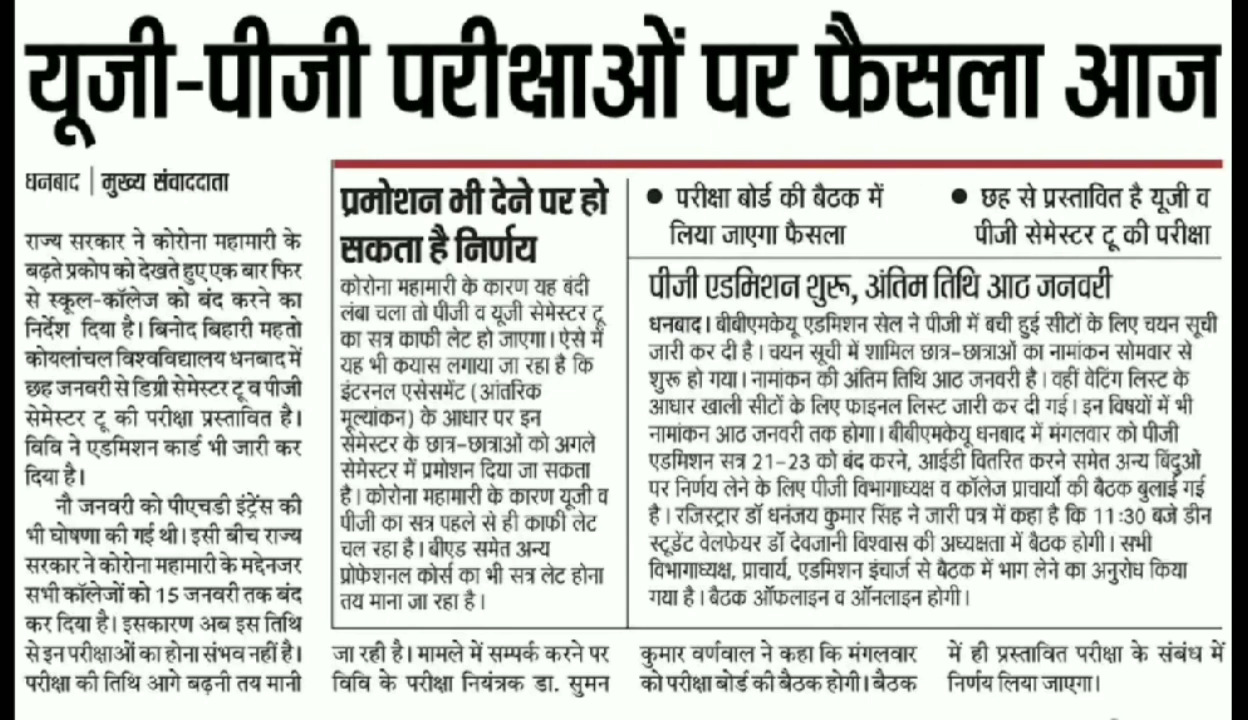 यूजी-पीजी परीक्षाओं पर फैसला आज
धनबाद | मुख्य संवाददाता
राज्य सरकार ने कोरोना महामारी के
बढ़ते प्रकोप को देखते हुए एक बार फिर
से स्कूल-कॉलेज को बंद करने का
निर्देश दिया है। बिनोद बिहारी महतो
कोयलांचल विश्वविद्यालय धनबाद में
छह जनवरी से डिग्री सेमेस्टर टू व पीजी
सेमेस्टर टू की परीक्षा प्रस्तावित है।
विवि ने एडमिशन कार्ड भी जारी कर
दिया है।
नौ जनवरी को पीएचडी इंट्रेंस की
भी घोषणा की गई थी। इसी बीच राज्य
सरकार ने कोरोना महामारी के मद्देनजर
सभी कॉलेजों को 15 जनवरी तक बंद
कर दिया है। इसकारण अब इस तिथि
से इन परीक्षाओं का होना संभव नहीं है।
परीक्षा की तिथि आगे बढ़नी तय मानी
प्रमोशन भी देने पर हो
सकता है निर्णय
कोरोना महामारी के कारण यह बंदी
लंबा चला तो पीजी व यूजी सेमेस्टर टू
का सत्र काफी लेट हो जाएगा। ऐसे में
यह भी कयास लगाया जा रहा है कि
इंटरनल एसेसमेंट (आंतरिक
मूल्यांकन) के आधार पर इन
सेमेस्टर के छात्र-छात्राओं को अगले
सेमेस्टर में प्रमोशन दिया जा सकता
है। कोरोना महामारी के कारण यूजी व
पीजी का सत्र पहले से ही काफी लेट
चल रहा है। बीएड समेत अन्य
प्रोफेशनल कोर्स का भी सत्र लेट होना
तय माना जा रहा है।
● परीक्षा बोर्ड की बैठक में
लिया जाएगा फैसला
● छह से प्रस्तावित है यूजी व
पीजी सेमेस्टर टू की परीक्षा
पीजी एडमिशन शुरू, अंतिम तिथि आठ जनवरी
धनबाद। बीबीएमकेयू एडमिशन सेल ने पीजी में बची हुई सीटों के लिए चयन सूची
जारी कर दी है। चयन सूची में शामिल छात्र-छात्राओं का नामांकन सोमवार से
शुरू हो गया। नामांकन की अंतिम तिथि आठ जनवरी है। वहीं वेटिंग लिस्ट के
आधार खाली सीटों के लिए फाइनल लिस्ट जारी कर दी गई। इन विषयों में भी
नामांकन आठ जनवरी तक होगा। बीबीएमकेयू धनबाद में मंगलवार को पीजी
एडमिशन सत्र 21-23 को बंद करने, आईडी वितरित करने समेत अन्य बिंदुओं
पर निर्णय लेने के लिए पीजी विभागाध्यक्ष व कॉलेज प्राचार्यों की बैठक बुलाई गई
है। रजिस्ट्रार डॉ धनंजय कुमार सिंह ने जारी पत्र में कहा है कि 11:30 बजे डीन
स्टूडेंट वेलफेयर डॉ देवजानी विश्वास की अध्यक्षता में बैठक होगी। सभी
विभागाध्यक्ष, प्राचार्य, एडमिशन इंचार्ज से बैठक में भाग लेने का अनुरोध किया
गया है। बैठक ऑफलाइन व ऑनलाइन होगी।
जा रही है। मामले में सम्पर्क करने पर
विवि के परीक्षा नियंत्रक डा. सुमन
कुमार वर्णवाल ने कहा कि मंगलवार
को परीक्षा बोर्ड की बैठक होगी। बैठक
में ही प्रस्तावित परीक्षा के संबंध में
निर्णय लिया जाएगा।